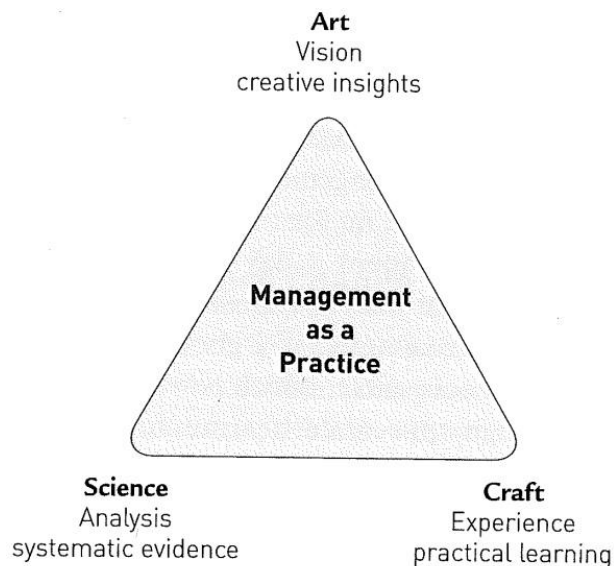 Art
Vision
creative insights
Management
as a
Practice
Science
Analysis
systematic evidence
Craft
Experience
practical learning